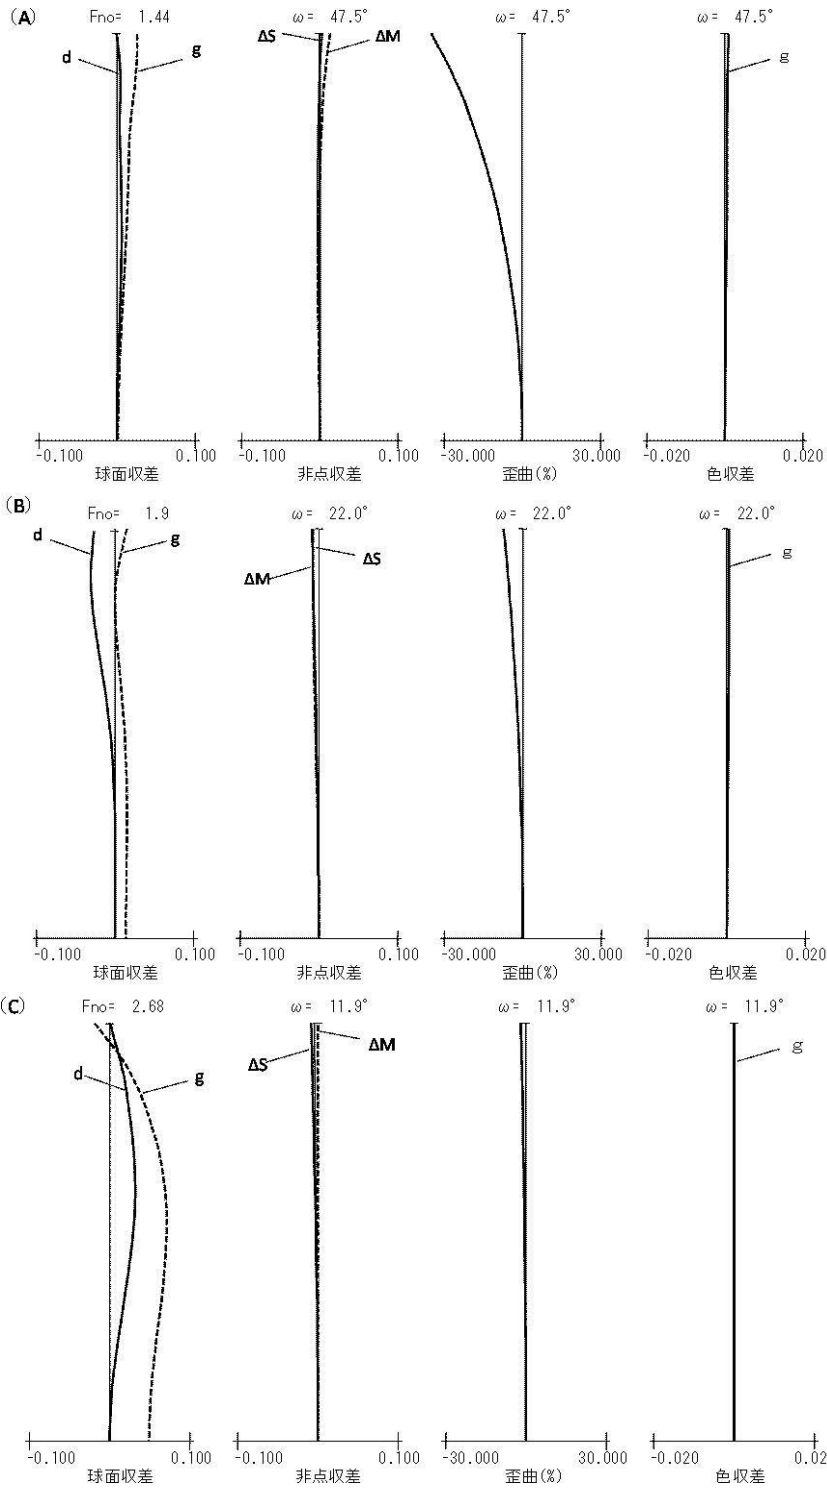 (A)
Fno= 1.44 ω= 47.5° ω= 47.5° ω= 47.5°
d g ΔS ΔM g
-0.100 0.100 -0.100 0.100 -30.000 30.000 -0.020 0.020
球面収差 非点収差 歪曲(%) 色収差
(B)
Fno= 1.9 ω= 22.0° ω= 22.0° ω= 22.0°
d g ΔM ΔS g
-0.100 0.100 -0.100 0.100 -30.000 30.000 -0.020 0.020
球面収差 非点収差 歪曲(%) 色収差
(C)
Fno= 2.68 ω= 11.9° ω= 11.9° ω= 11.9°
d g ΔS ΔM g
-0.100 0.100 -0.100 0.100 -30.000 30.000 -0.020 0.02
球面収差 非点収差 歪曲(%) 色収差